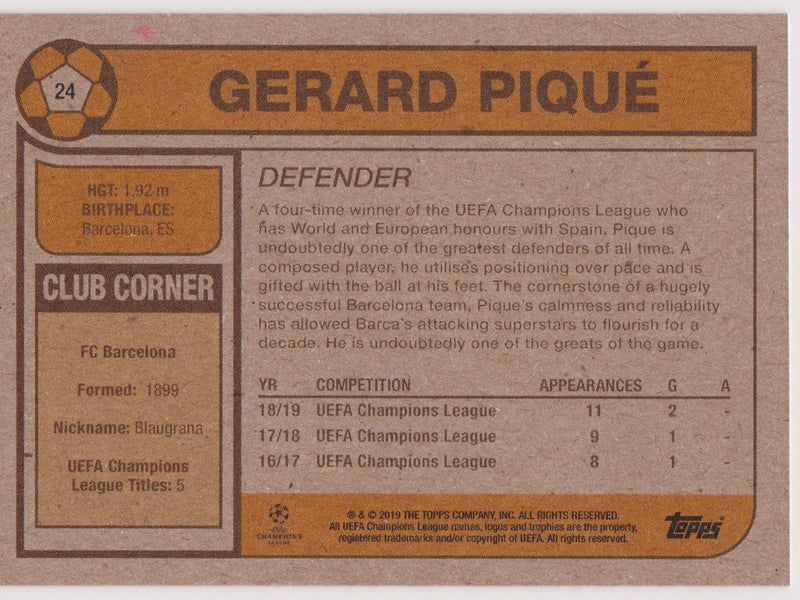 24
GERARD PIQUÉ
HGT: 1.92 m
BIRTHPLACE:
Barcelona, ES
CLUB CORNER
FC Barcelona
Formed: 1899
Nickname: Blaugrana
UEFA Champions
League Titles: 5
DEFENDER
A four-time winner of the UEFA Champions League who
has World and European honours with Spain, Pique is
undoubtedly one of the greatest defenders of all time. A
composed player, he utilises positioning over pace and is
gifted with the ball at his feet. The cornerstone of a hugely
successful Barcelona team, Pique's calmness and reliability
has allowed Barca's attacking superstars to flourish for a
decade. He is undoubtedly one of the greats of the game.
YR COMPETITION APPEARANCES G A
18/19 UEFA Champions League 11 2 -
17/18 UEFA Champions League 9 1 -
16/17 UEFA Champions League 8 1 -
CHAMPIONS
LEAGUE
® & © 2019 THE TOPPS COMPANY, INC. ALL RIGHTS RESERVED.
All UEFA Champions League names, logos and trophies are the property,
registered trademarks and/or copyright of UEFA. All rights reserved.
topps